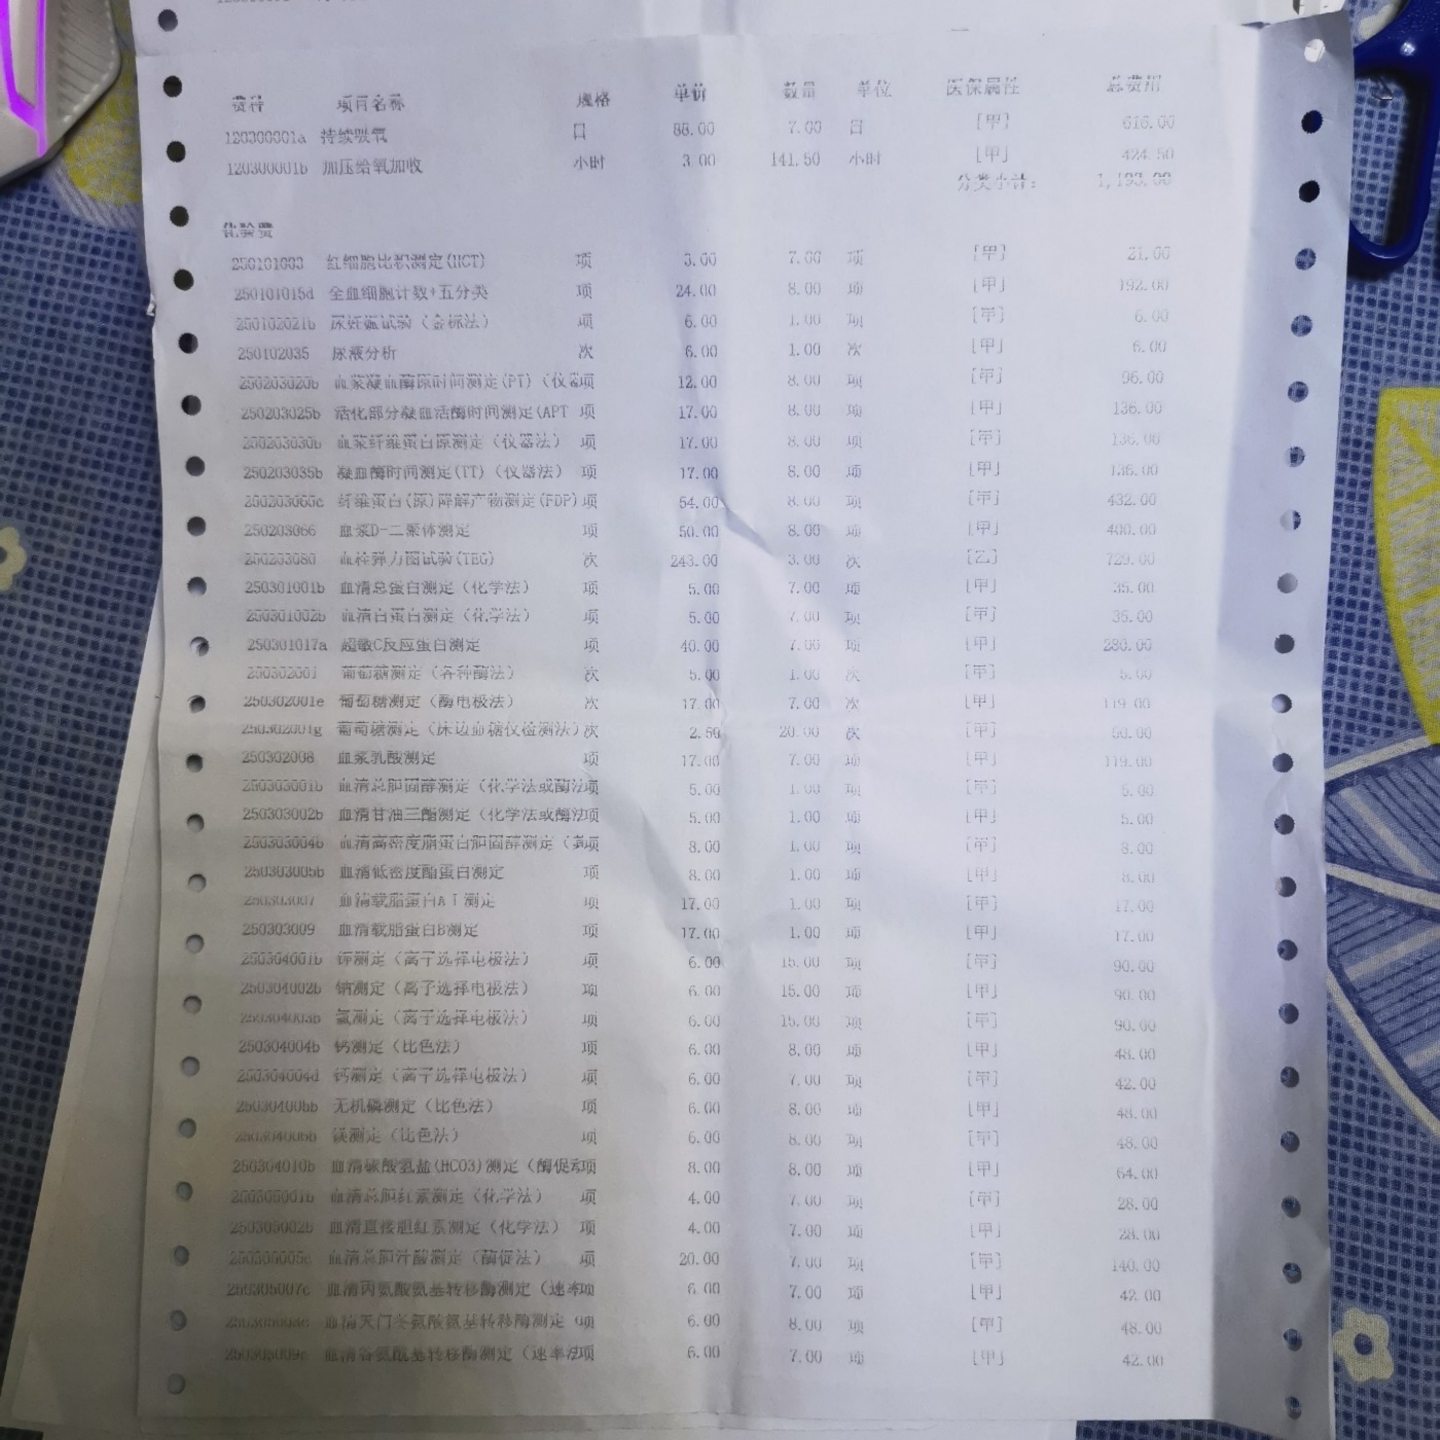 费种 项目名称 规格 单价 数量 单位 医保属性 总费用
120300001a 持续吸氧 日 88.00 7.00 日 [甲] 616.00
120300001b 加压给氧加收 小时 3.00 141.50 小时 [甲] 424.50
分类小计:
化验费
250101003 红细胞比积测定(HCT) 项 3.00 7.00 项 [甲] 21.00
250101015d 全血细胞计数+五分类 项 24.00 8.00 项 [甲] 192.00
250102021b 尿妊娠试验（金标法） 项 6.00 1.00 项 [甲] 6.00
250102035 尿液分析 次 6.00 1.00 次 [甲] 6.00
250203020b 血浆凝血酶原时间测定(PT)（仪器 项 12.00 8.00 项 [甲] 96.00
250203025b 活化部分凝血活酶时间测定(APT 项 17.00 8.00 项 [甲] 136.00
250203030b 血浆纤维蛋白原测定（仪器法） 项 17.00 8.00 项 [甲] 136.00
250203035b 凝血酶时间测定(TT)（仪器法） 项 17.00 8.00 项 [甲] 136.00
250203065c 纤维蛋白(原)降解产物测定(FDP) 项 54.00 8.00 项 [甲] 432.00
250203066 血浆D-二聚体测定 项 50.00 8.00 项 [甲] 400.00
250203080 血栓弹力图试验(TEG) 次 243.00 3.00 次 [乙] 729.00
250301001b 血清总蛋白测定（化学法） 项 5.00 7.00 项 [甲] 35.00
250301002b 血清白蛋白测定（化学法） 项 5.00 7.00 项 [甲] 35.00
250301017a 超敏C反应蛋白测定 项 40.00 7.00 项 [甲] 280.00
250302001 葡萄糖测定（各种酶法） 次 5.00 1.00 次 [甲] 5.00
250302001e 葡萄糖测定（酶电极法） 次 17.00 7.00 次 [甲] 119.00
250302001g 葡萄糖测定（床边血糖仪检测法） 次 2.50 20.00 次 [甲] 50.00
250302008 血浆乳酸测定 项 17.00 7.00 项 [甲] 119.00
250303001b 血清总胆固醇测定（化学法或酶法 项 5.00 1.00 项 [甲] 5.00
250303002b 血清甘油三酯测定（化学法或酶法 项 5.00 1.00 项 [甲] 5.00
250303004b 血清高密度脂蛋白胆固醇测定（ 项 8.00 1.00 项 [甲] 8.00
250303005b 血清低密度酯蛋白测定 项 8.00 1.00 项 [甲] 8.00
250303007 血清载脂蛋白AⅠ测定 项 17.00 1.00 项 [甲] 17.00
250303009 血清载脂蛋白B测定 项 17.00 1.00 项 [甲] 17.00
250304001b 钾测定（离子选择电极法） 项 6.00 15.00 项 [甲] 90.00
250304002b 钠测定（离子选择电极法） 项 6.00 15.00 项 [甲] 90.00
250304003b 氯测定（离子选择电极法） 项 6.00 15.00 项 [甲] 90.00
250304004b 钙测定（比色法） 项 6.00 8.00 项 [甲] 48.00
250304004d 钙测定（离子选择电极法） 项 6.00 7.00 项 [甲] 42.00
250304005b 无机磷测定（比色法） 项 6.00 8.00 项 [甲] 48.00
250304006b 镁测定（比色法） 项 6.00 8.00 项 [甲] 48.00
250304010b 血清碳酸氢盐(HCO3)测定（酶促 项 8.00 8.00 项 [甲] 64.00
250305001b 血清总胆红素测定（化学法） 项 4.00 7.00 项 [甲] 28.00
250305002b 血清直接胆红素测定（化学法） 项 4.00 7.00 项 [甲] 28.00
血清总胆汁酸测定（酶促法） 项 20.00 7.00 项 [甲] 140.00
250305007c 血清丙氨酸氨基转移酶测定（速率 项 6.00 7.00 项 [甲] 42.00
血清天门冬氨酸氨基转移酶测定 项 6.00 8.00 项 [甲] 48.00
氨酰基转移酶测定（速率法 项 6.00 7.00 项 [甲] 42.00